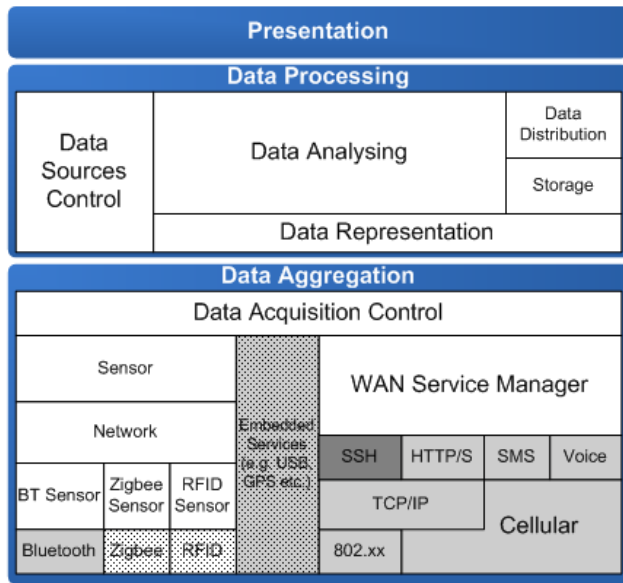 Presentation
Data Processing
Data
Sources
Control
Data Analysing
Data
Distribution
Storage
Data Representation
Data Aggregation
Data Acquisition Control
Sensor
Network
BT Sensor
Zigbee
Sensor
RFID
Sensor
Bluetooth
Zigbee
RFID
Embedded
Services
(e.g. USB,
GPS etc.)
WAN Service Manager
SSH
HTTP/S
SMS
Voice
TCP/IP
Cellular
802.xx